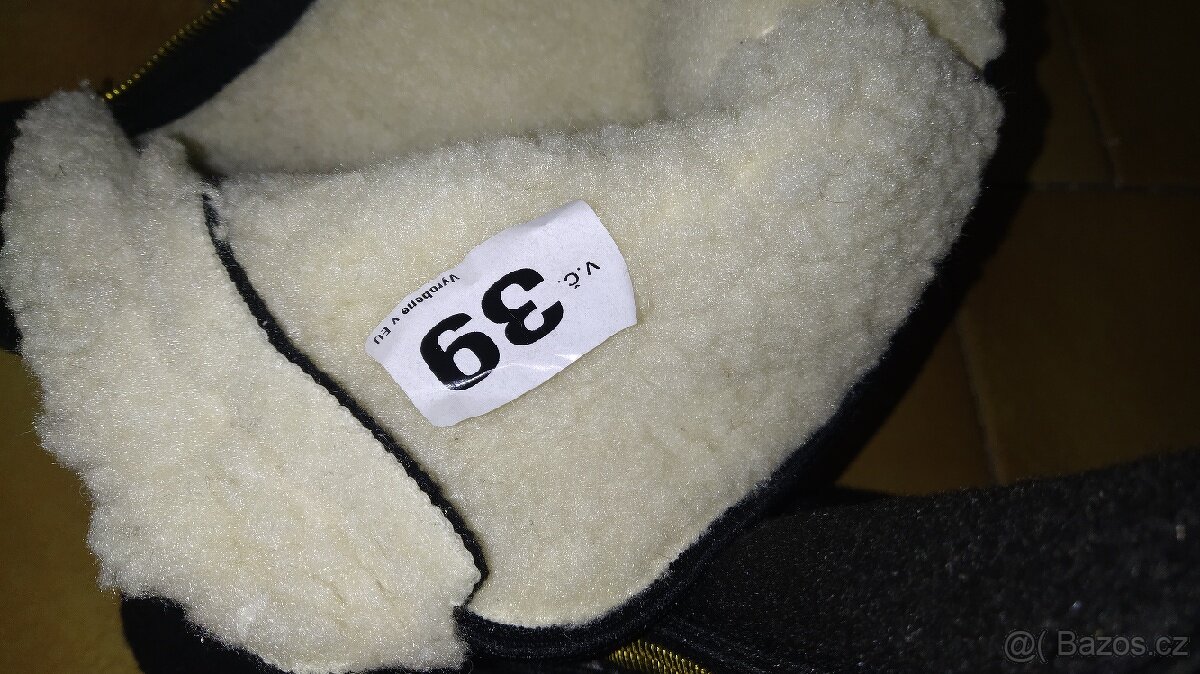 V.Č.
39
Vyrobeno v EU
@( Bazos.cz